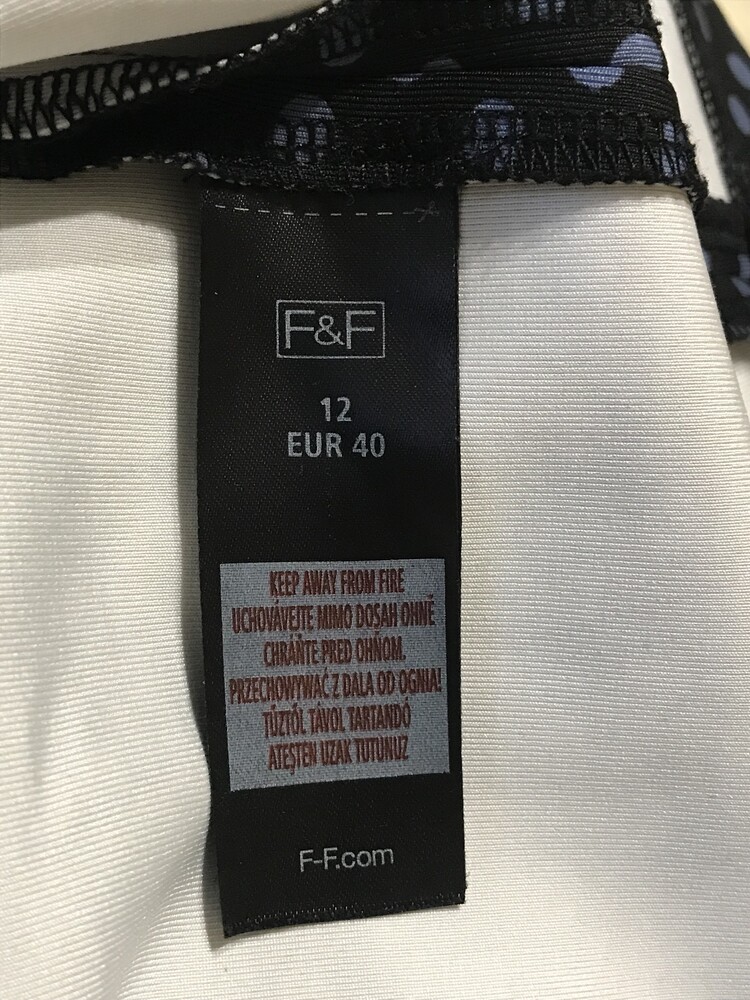 F&F
12
EUR 40
KEEP AWAY FROM FIRE
UCHOVÁVEJTE MIMO DOSAH OHNĚ
CHRÁŇTE PRED OHŇOM.
PRZECHOWYWAĆ Z DALA OD OGNIA!
TŰZTŐL TÁVOL TARTANDÓ
ATEŞTEN UZAK TUTUNUZ
F-F.com